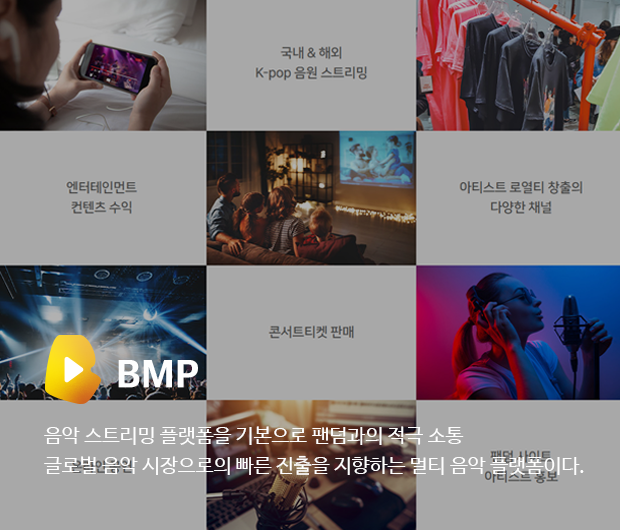 국내 & 해외
K-pop 음원 스트리밍
엔터테인먼트
컨텐츠 수익
아티스트 로열티 창출의
다양한 채널
콘서트티켓 판매
BMP
음악 스트리밍 플랫폼을 기본으로 팬덤과의 적극 소통
글로벌 음악 시장으로의 빠른 진출을 지향하는 멀티 음악 플랫폼이다.
팬덤 사이트
아티스트 홍보